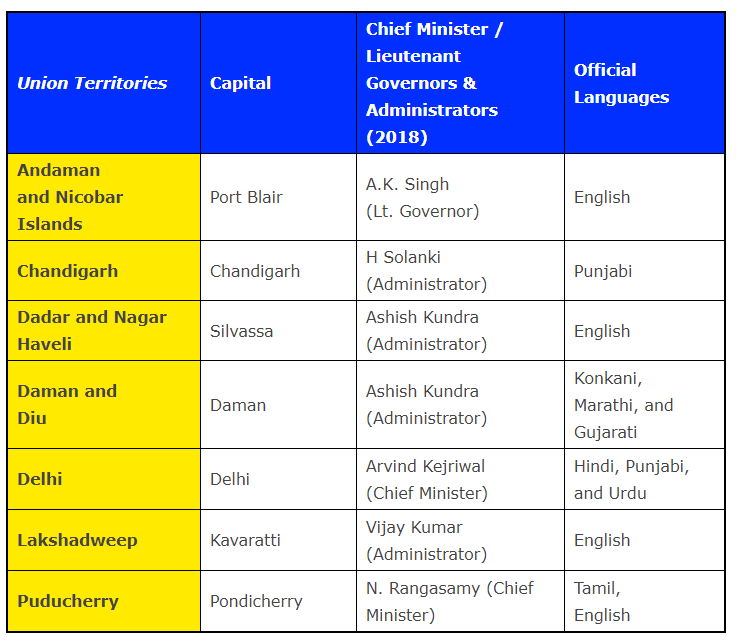 Union Territories
Capital
Chief Minister /
Lieutenant
Governors &
Administrators
(2018)
Official
Languages
Andaman
and Nicobar
Islands
Port Blair
A.K. Singh
(Lt. Governor)
English
Chandigarh
Chandigarh
H Solanki
(Administrator)
Punjabi
Dadar and Nagar
Haveli
Silvassa
Ashish Kundra
(Administrator)
English
Daman and
Diu
Daman
Ashish Kundra
(Administrator)
Konkani,
Marathi, and
Gujarati
Delhi
Delhi
Arvind Kejriwal
(Chief Minister)
Hindi, Punjabi,
and Urdu
Lakshadweep
Kavaratti
Vijay Kumar
(Administrator)
English
Puducherry
Pondicherry
N. Rangasamy (Chief
Minister)
Tamil,
English